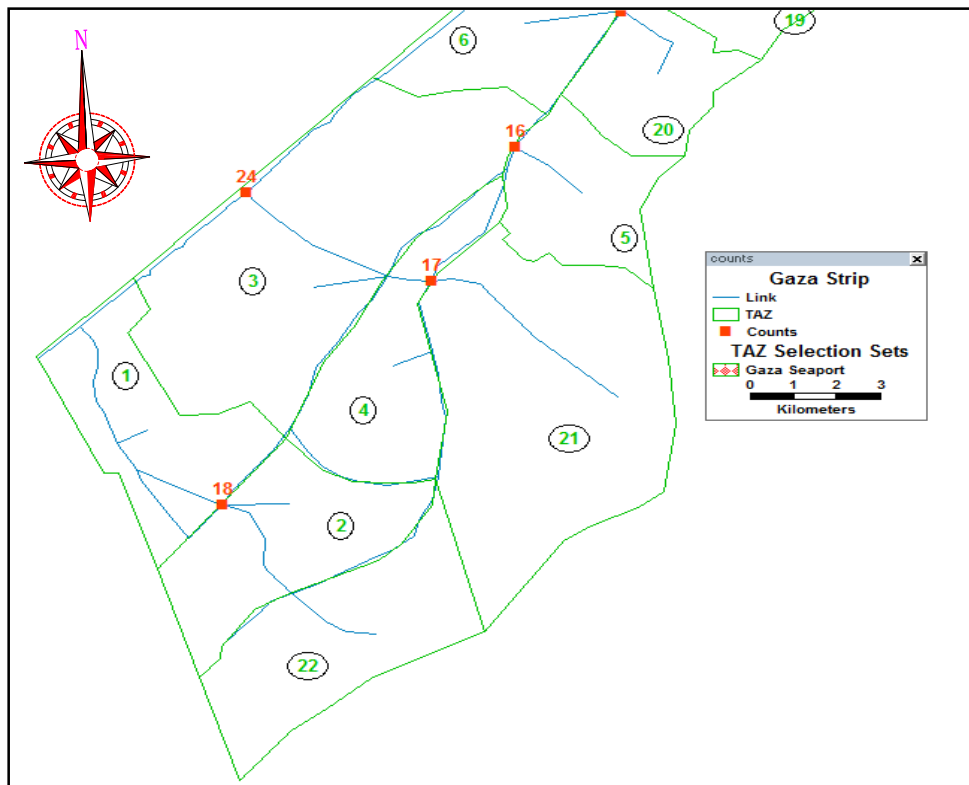 N
19
6
20
16
24
5
17
3
1
4
21
18
2
22
counts
Gaza Strip
Link
TAZ
Counts
TAZ Selection Sets
Gaza Seaport
0 1 2 3
Kilometers